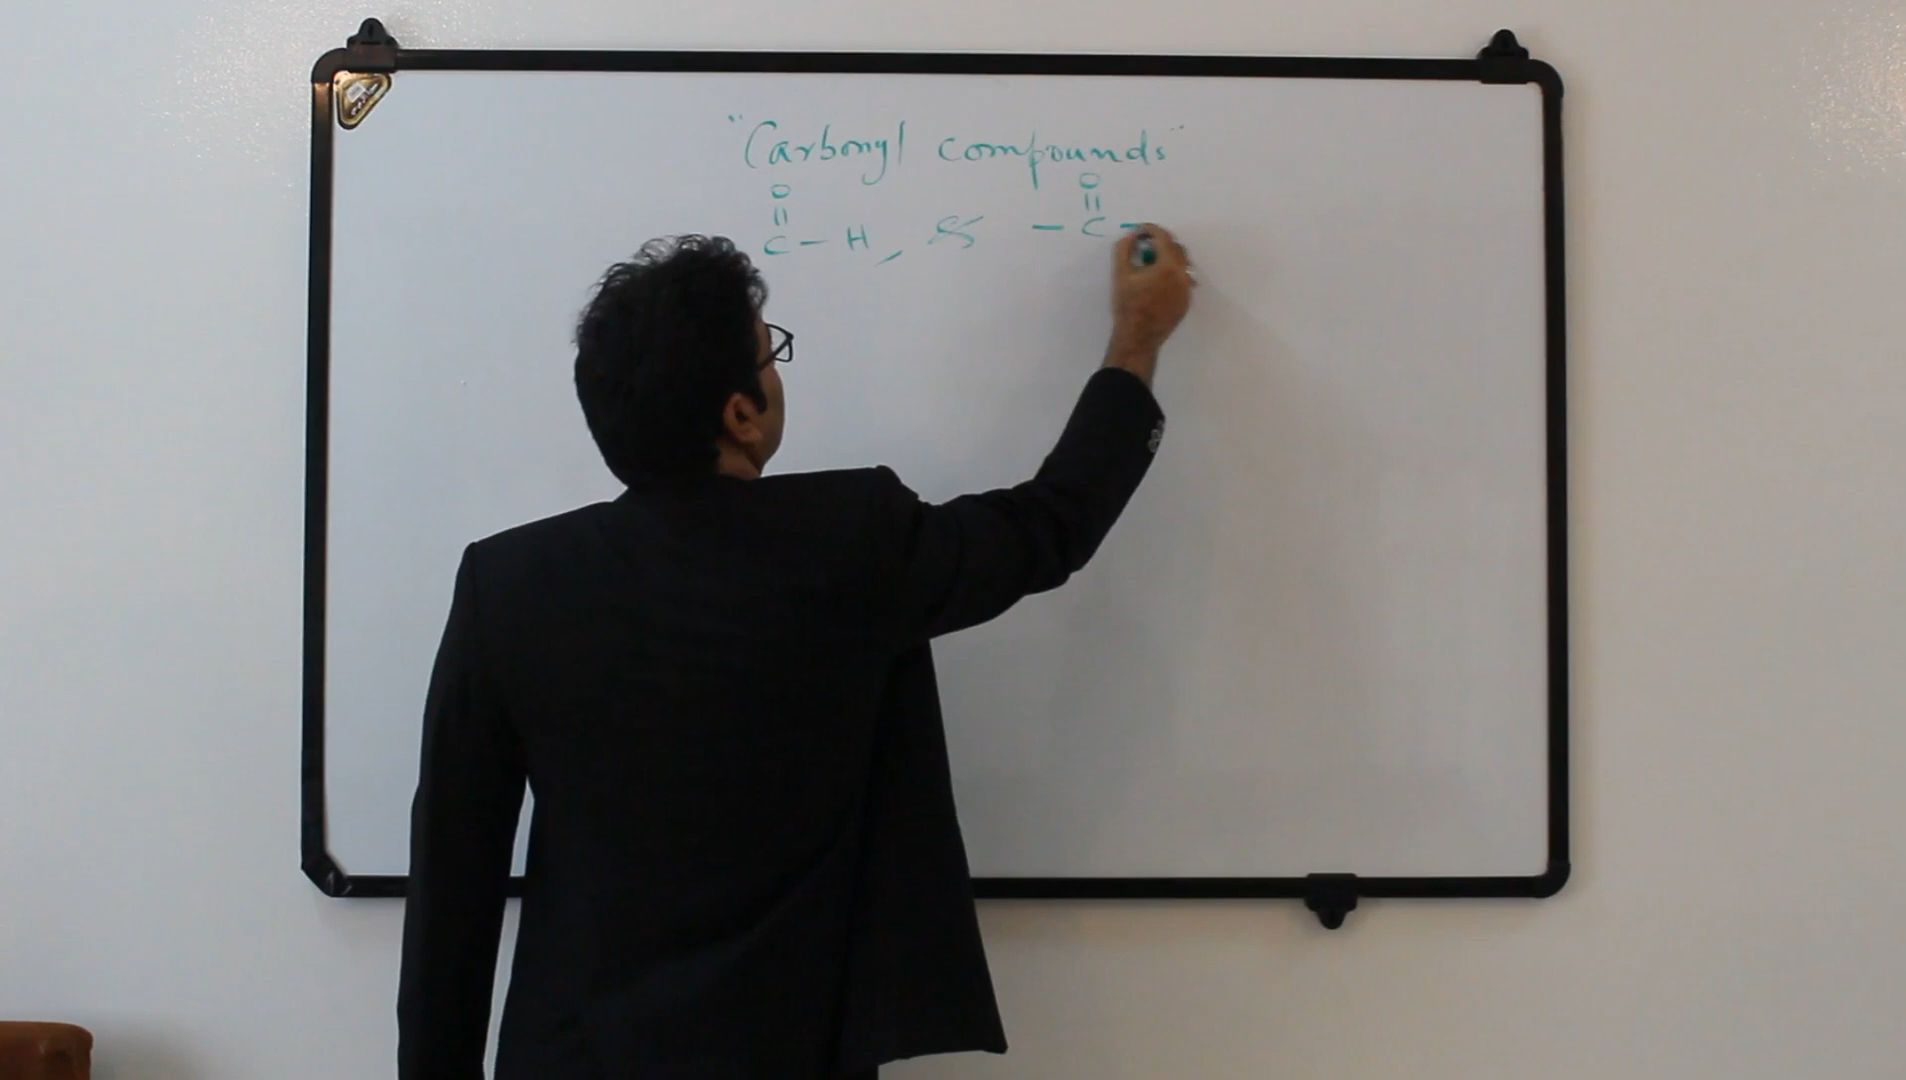 "Carbonyl compounds"
O O
|| ||
C – H , & – C –